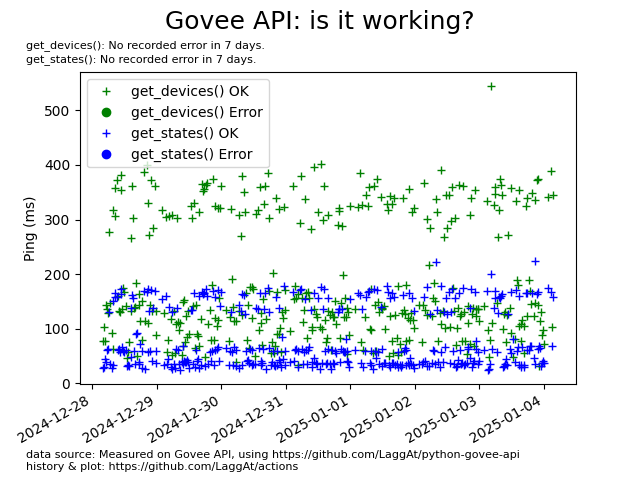 Govee API: is it working?
get_devices(): No recorded error in 7 days.
get_states(): No recorded error in 7 days.
get_devices() OK
get_devices() Error
get_states() OK
get_states() Error
Ping (ms)
500
400
300
200
100
0
2024-12-28
2024-12-29
2024-12-30
2024-12-31
2025-01-01
2025-01-02
2025-01-03
2025-01-04
data source: Measured on Govee API, using https://github.com/LaggAt/python-govee-api
history & plot: https://github.com/LaggAt/actions